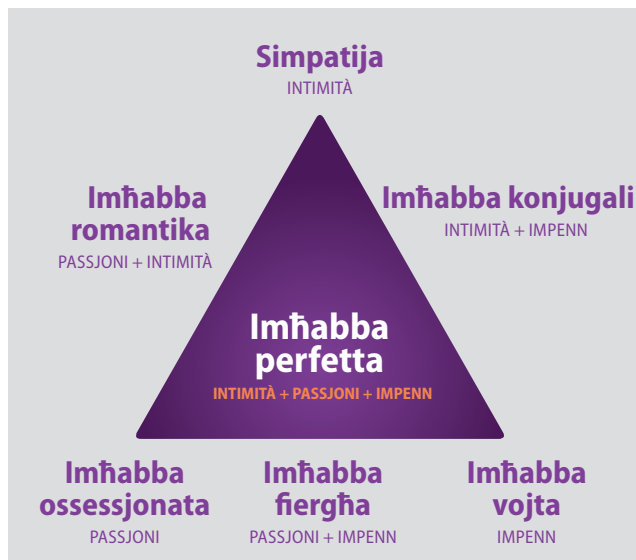 Simpatija
INTIMITÀ
Imħabba
romantika
PASSJONI + INTIMITÀ
Imħabba konjugali
INTIMITÀ + IMPENN
Imħabba
perfetta
INTIMITÀ + PASSJONI + IMPENN
Imħabba
ossessjonata
PASSJONI
Imħabba
fiergħa
PASSJONI + IMPENN
Imħabba
vojta
IMPENN